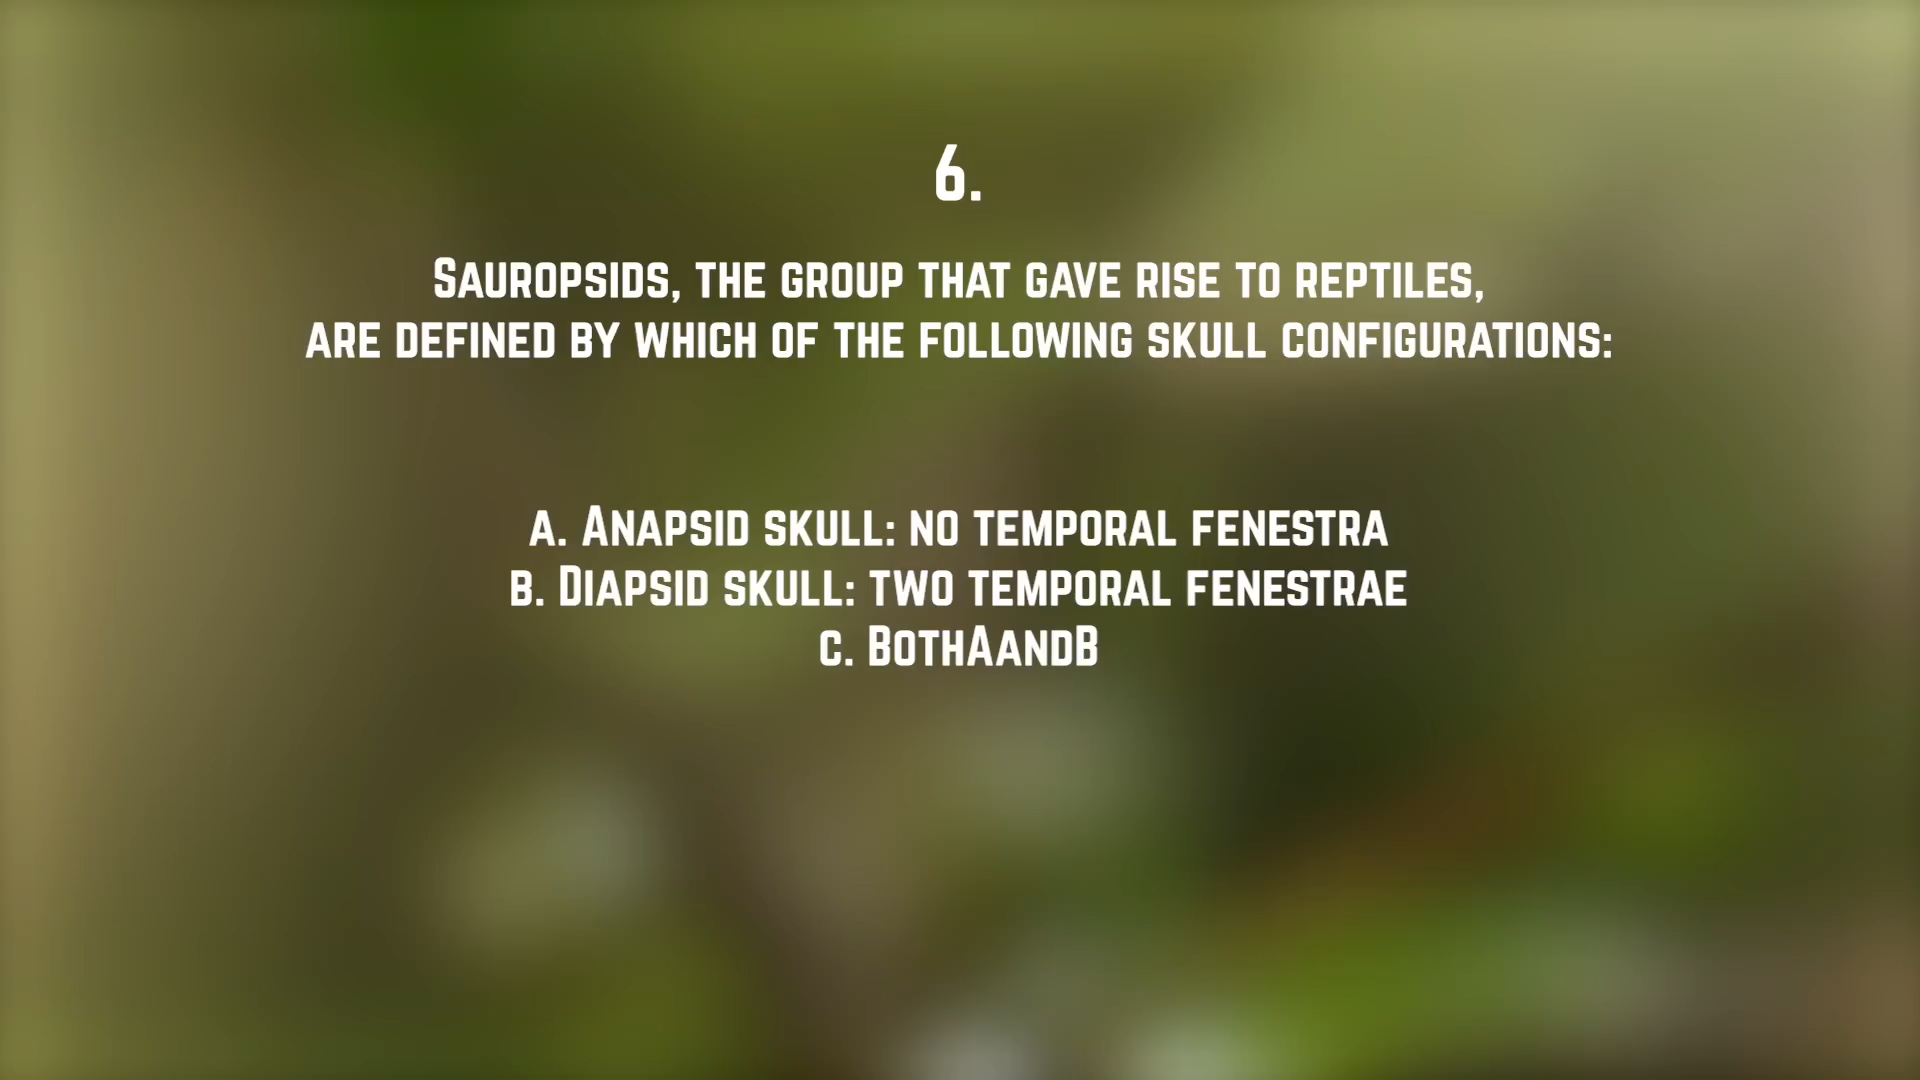 6.
Sauropsids, the group that gave rise to reptiles,
are defined by which of the following skull configurations:
a. Anapsid skull: no temporal fenestra
b. Diapsid skull: two temporal fenestrae
c. BothAandB